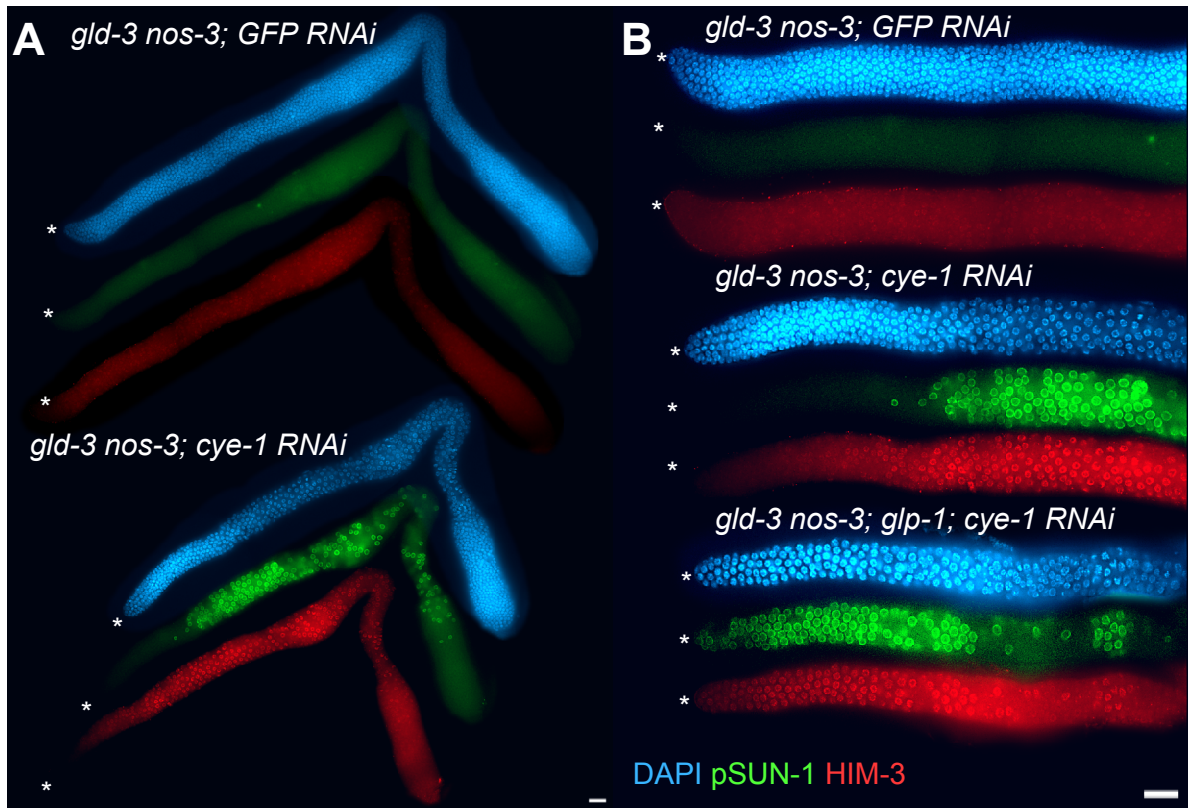 A
gld-3 nos-3; GFP RNAi
*
*
*
gld-3 nos-3; cye-1 RNAi
*
*
*
B
gld-3 nos-3; GFP RNAi
*
*
*
gld-3 nos-3; cye-1 RNAi
*
*
*
gld-3 nos-3; glp-1; cye-1 RNAi
*
*
*
DAPI pSUN-1 HIM-3